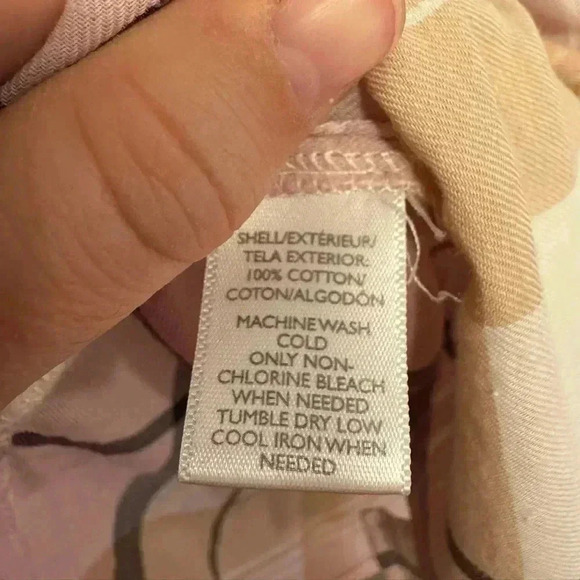 SHELL/EXTÉRIEUR/
TELA EXTERIOR:
100% COTTON/
COTON/ALGODÓN
MACHINE WASH
COLD
ONLY NON-
CHLORINE BLEACH
WHEN NEEDED
TUMBLE DRY LOW
COOL IRON WHEN
NEEDED